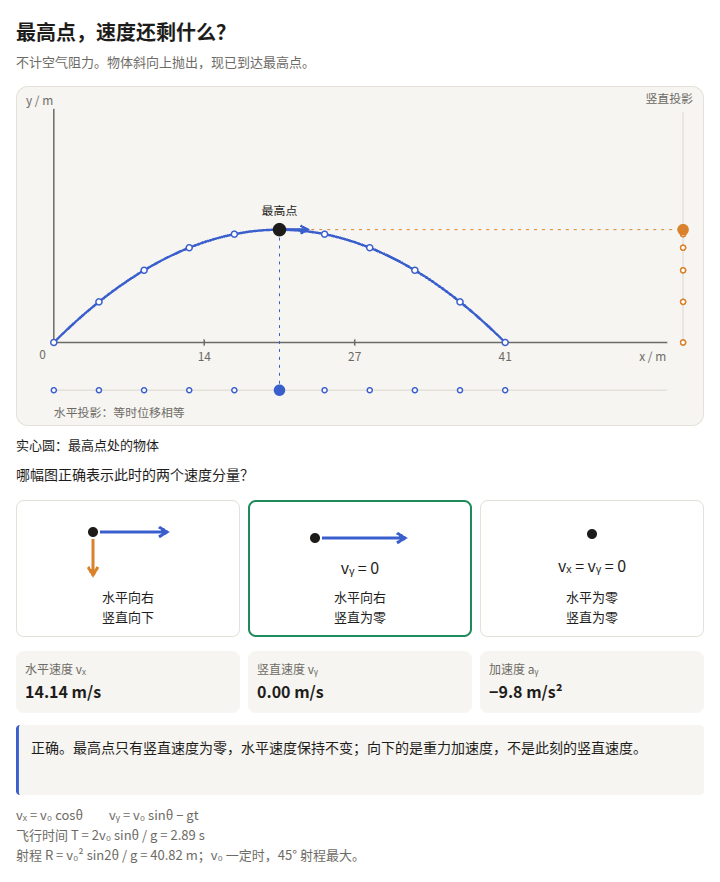 最高点，速度还剩什么？
不计空气阻力。物体斜向上抛出，现已到达最高点。
y / m
竖直投影
最高点
0
14
27
41
x / m
水平投影：等时位移相等
实心圆：最高点处的物体
哪幅图正确表示此时的两个速度分量？
水平向右
竖直向下
vᵧ = 0
水平向右
竖直为零
vₓ = vᵧ = 0
水平为零
竖直为零
水平速度 vₓ
14.14 m/s
竖直速度 vᵧ
0.00 m/s
加速度 aᵧ
−9.8 m/s²
正确。最高点只有竖直速度为零，水平速度保持不变；向下的是重力加速度，不是此刻的竖直速度。
vₓ = v₀ cosθ vᵧ = v₀ sinθ − gt
飞行时间 T = 2v₀ sinθ / g = 2.89 s
射程 R = v₀² sin2θ / g = 40.82 m；v₀ 一定时，45° 射程最大。